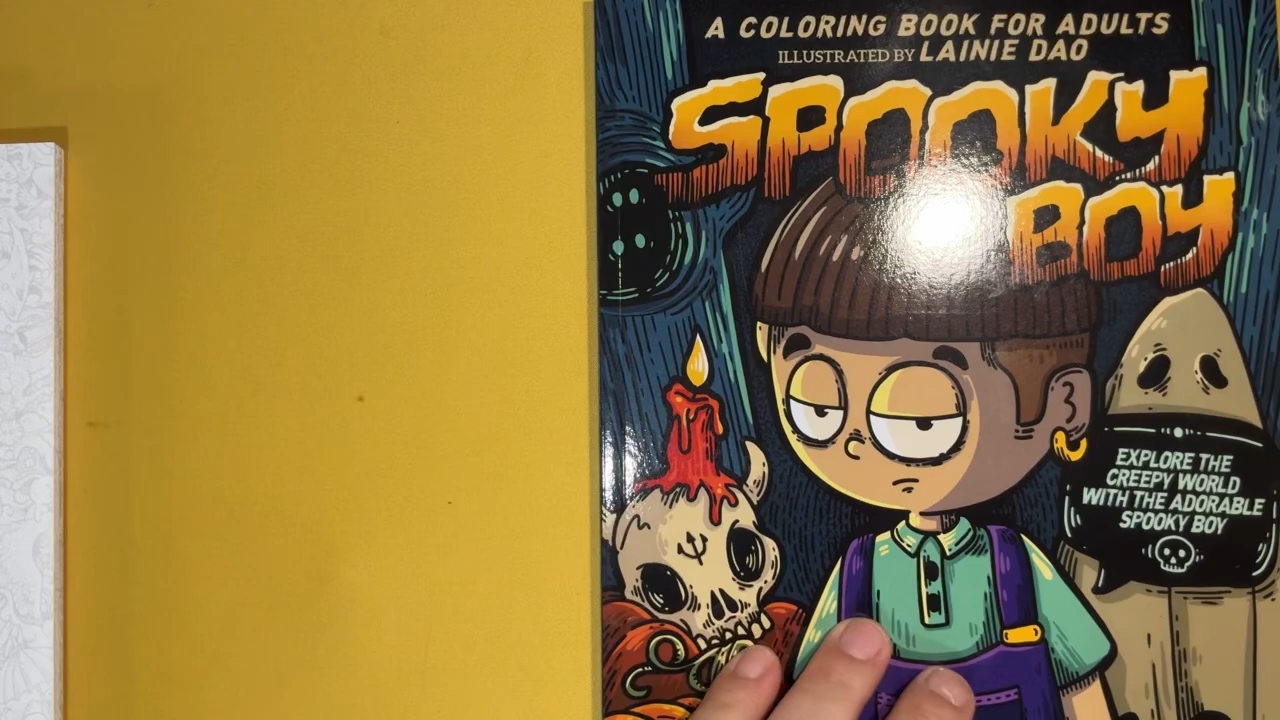 A COLORING BOOK FOR ADULTS
ILLUSTRATED BY LAINIE DAO
SPOOKY
BOY
EXPLORE THE
CREEPY WORLD
WITH THE ADORABLE
SPOOKY BOY